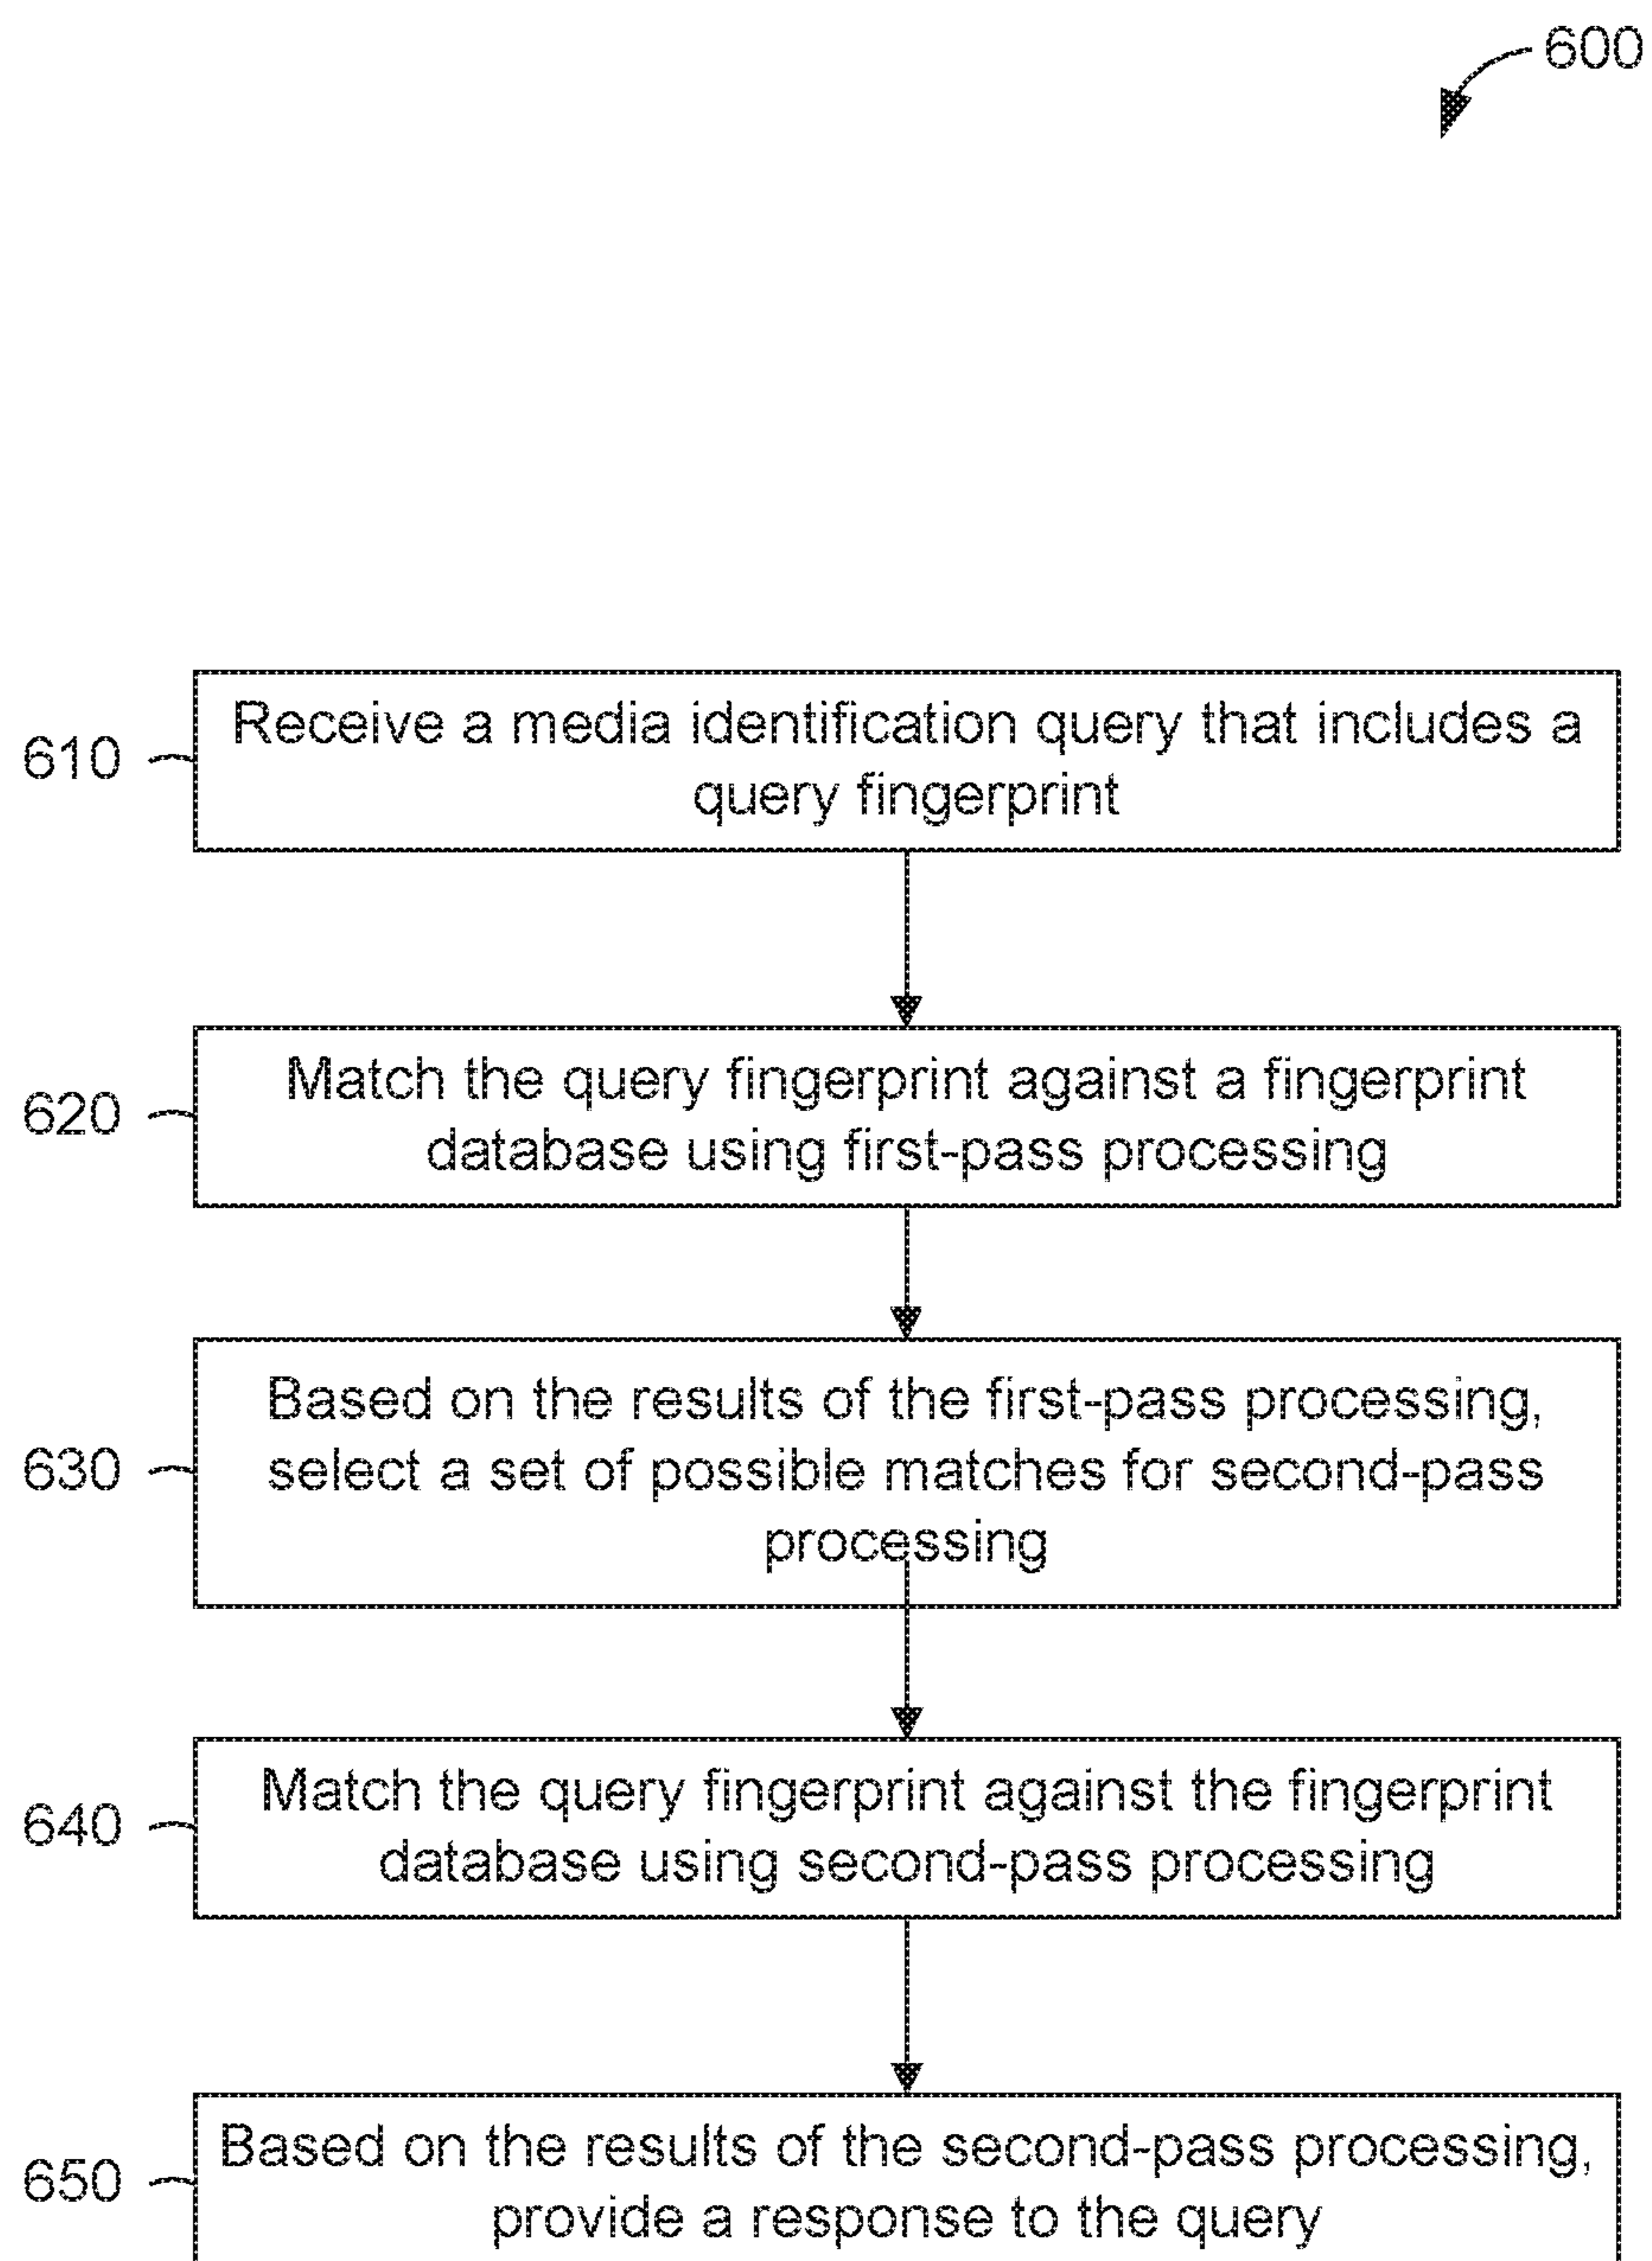 600
610
Receive a media identification query that includes a
query fingerprint
620
Match the query fingerprint against a fingerprint
database using first-pass processing
630
Based on the results of the first-pass processing,
select a set of possible matches for second-pass
processing
640
Match the query fingerprint against the fingerprint
database using second-pass processing
650
Based on the results of the second-pass processing,
provide a response to the query